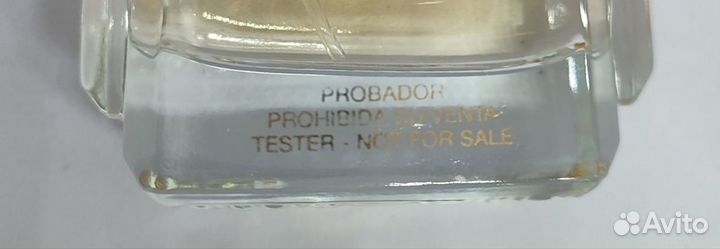 PROBADOR
PROHIBIDA SU VENTA
TESTER - NOT FOR SALE
Avito